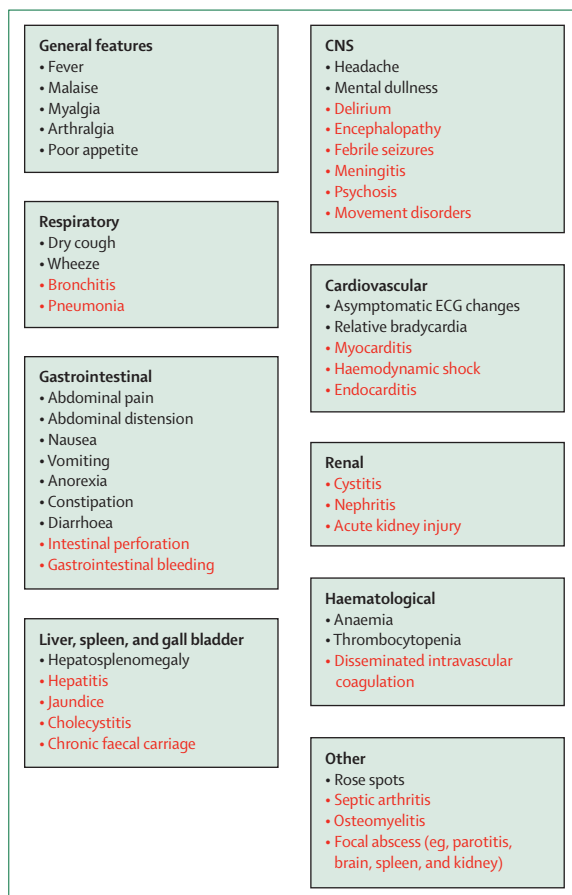 General features
• Fever
• Malaise
• Myalgia
• Arthralgia
• Poor appetite
Respiratory
• Dry cough
• Wheeze
• Bronchitis
• Pneumonia
Gastrointestinal
• Abdominal pain
• Abdominal distension
• Nausea
• Vomiting
• Anorexia
• Constipation
• Diarrhoea
• Intestinal perforation
• Gastrointestinal bleeding
Liver, spleen, and gall bladder
• Hepatosplenomegaly
• Hepatitis
• Jaundice
• Cholecystitis
• Chronic faecal carriage
CNS
• Headache
• Mental dullness
• Delirium
• Encephalopathy
• Febrile seizures
• Meningitis
• Psychosis
• Movement disorders
Cardiovascular
• Asymptomatic ECG changes
• Relative bradycardia
• Myocarditis
• Haemodynamic shock
• Endocarditis
Renal
• Cystitis
• Nephritis
• Acute kidney injury
Haematological
• Anaemia
• Thrombocytopenia
• Disseminated intravascular
coagulation
Other
• Rose spots
• Septic arthritis
• Osteomyelitis
• Focal abscess (eg, parotitis,
brain, spleen, and kidney)